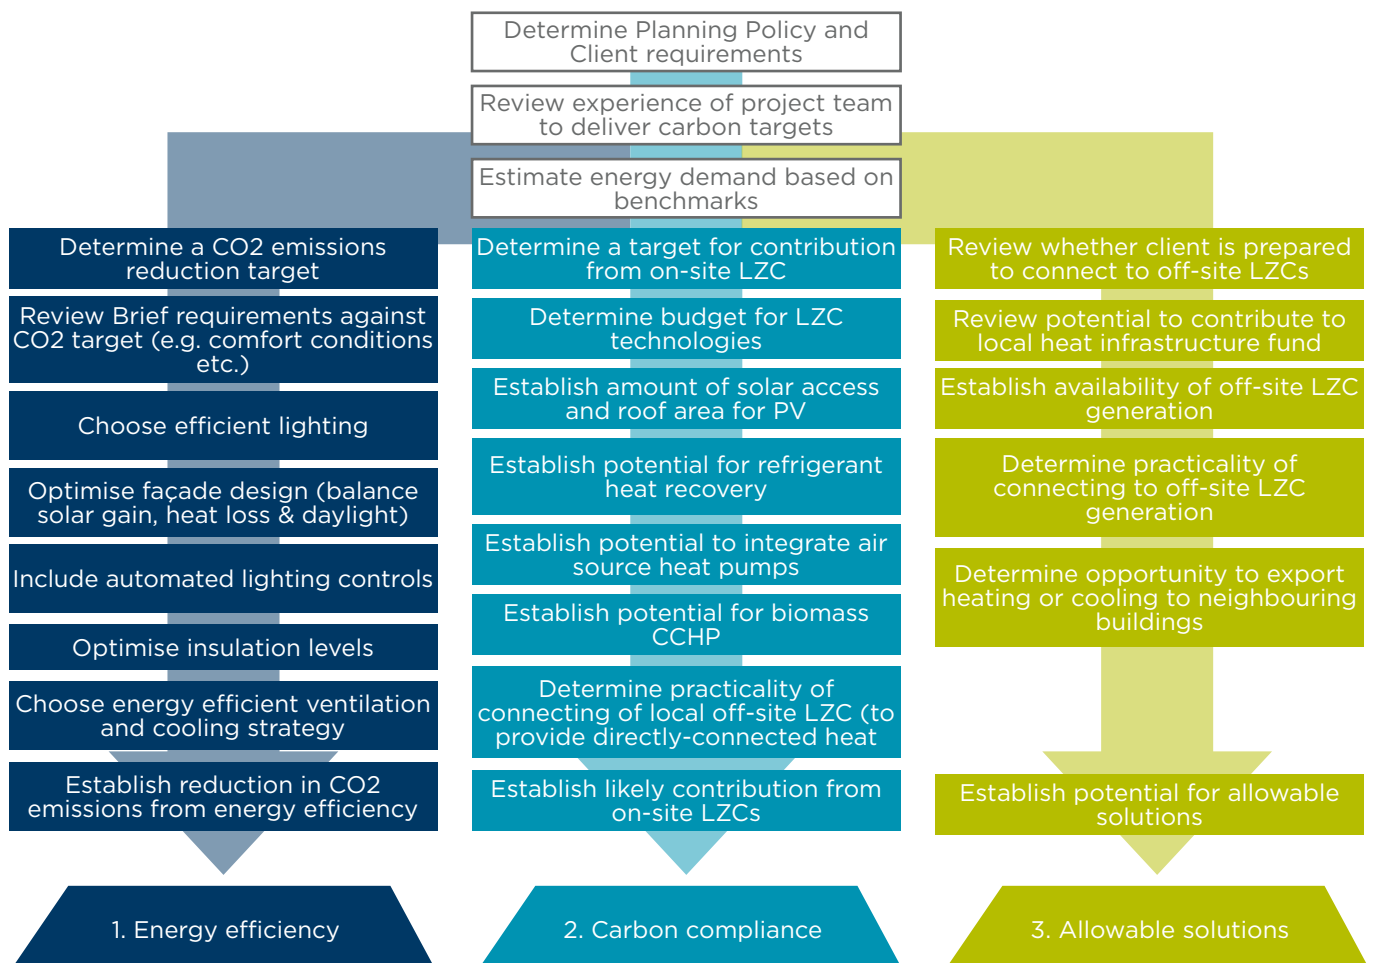 Determine Planning Policy and
Client requirements
Review experience of project team
to deliver carbon targets
Estimate energy demand based on
benchmarks
Determine a CO2 emissions
reduction target
Review Brief requirements against
CO2 target (e.g. comfort conditions
etc.)
Choose efficient lighting
Optimise façade design (balance
solar gain, heat loss & daylight)
Include automated lighting controls
Optimise insulation levels
Choose energy efficient ventilation
and cooling strategy
Establish reduction in CO2
emissions from energy efficiency
1. Energy efficiency
Determine a target for contribution
from on-site LZC
Determine budget for LZC
technologies
Establish amount of solar access
and roof area for PV
Establish potential for refrigerant
heat recovery
Establish potential to integrate air
source heat pumps
Establish potential for biomass
CCHP
Determine practicality of
connecting of local off-site LZC (to
provide directly-connected heat
Establish likely contribution from
on-site LZCs
2. Carbon compliance
Review whether client is prepared
to connect to off-site LZCs
Review potential to contribute to
local heat infrastructure fund
Establish availability of off-site LZC
generation
Determine practicality of
connecting to off-site LZC
generation
Determine opportunity to export
heating or cooling to neighbouring
buildings
Establish potential for allowable
solutions
3. Allowable solutions